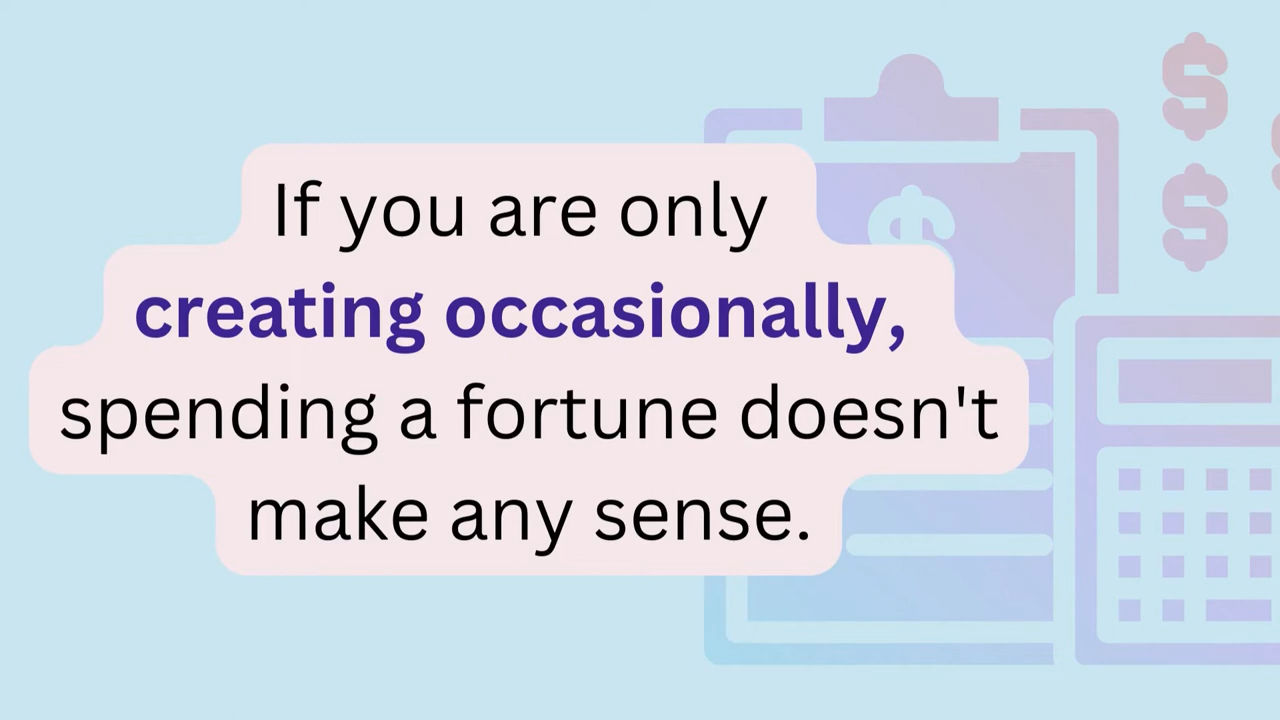 If you are only
creating occasionally,
spending a fortune doesn't
make any sense.